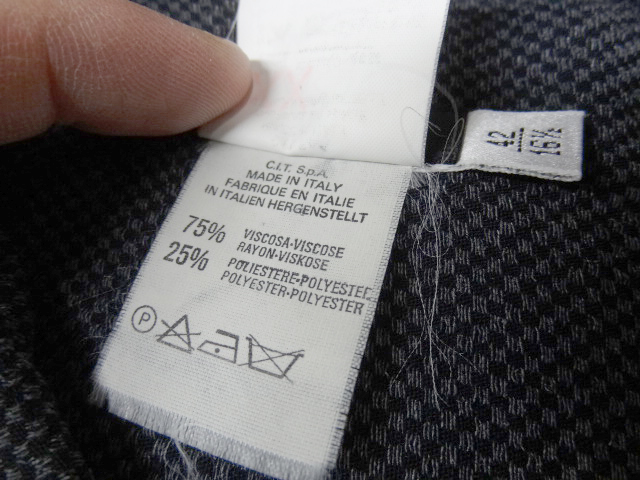 C.I.T. S.p.A.
MADE IN ITALY
FABRIQUE EN ITALIE
IN ITALIEN HERGENSTELLT
75% VISCOSA-VISCOSE
RAYON-VISKOSE
25% POLIESTERE-POLYESTER
POLYESTER-POLYESTER
P
42
16½